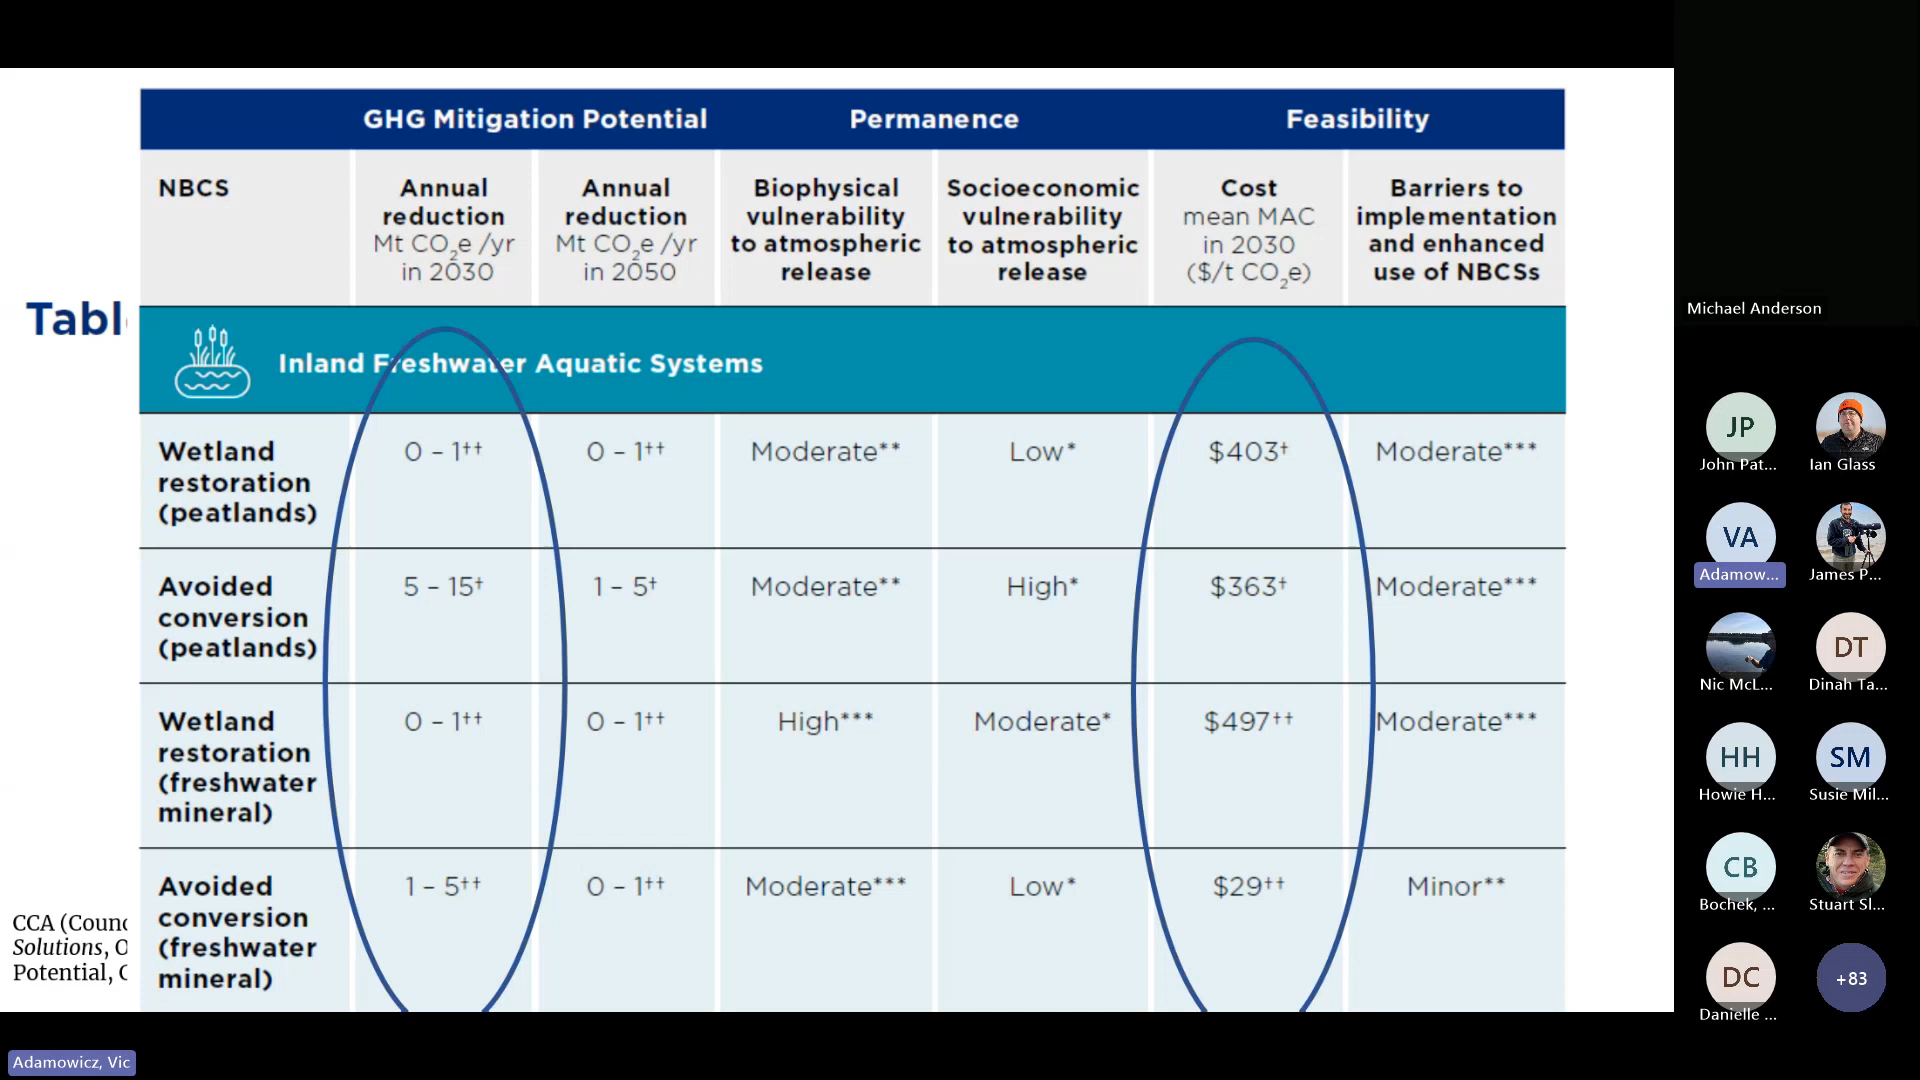 GHG Mitigation Potential Permanence Feasibility
NBCS
Annual
reduction
Mt CO₂e /yr
in 2030
Annual
reduction
Mt CO₂e /yr
in 2050
Biophysical
vulnerability
to atmospheric
release
Socioeconomic
vulnerability
to atmospheric
release
Cost
mean MAC
in 2030
($/t CO₂e)
Barriers to
implementation
and enhanced
use of NBCSs
Tabl
Inland Freshwater Aquatic Systems
Wetland
restoration
(peatlands)
0 – 1†† 0 – 1†† Moderate** Low* $403† Moderate***
Avoided
conversion
(peatlands)
5 – 15† 1 – 5† Moderate** High* $363† Moderate***
Wetland
restoration
(freshwater
mineral)
0 – 1†† 0 – 1†† High*** Moderate* $497†† Moderate***
Avoided
conversion
(freshwater
mineral)
1 – 5†† 0 – 1†† Moderate*** Low* $29†† Minor**
CCA (Counc
Solutions, O
Potential, C
Michael Anderson
JP
John Pat...
Ian Glass
VA
Adamow...
James P...
Nic McL...
DT
Dinah Ta...
HH
Howie H...
SM
Susie Mil...
CB
Bochek, ...
Stuart Sl...
DC
Danielle ...
+83
Adamowicz, Vic